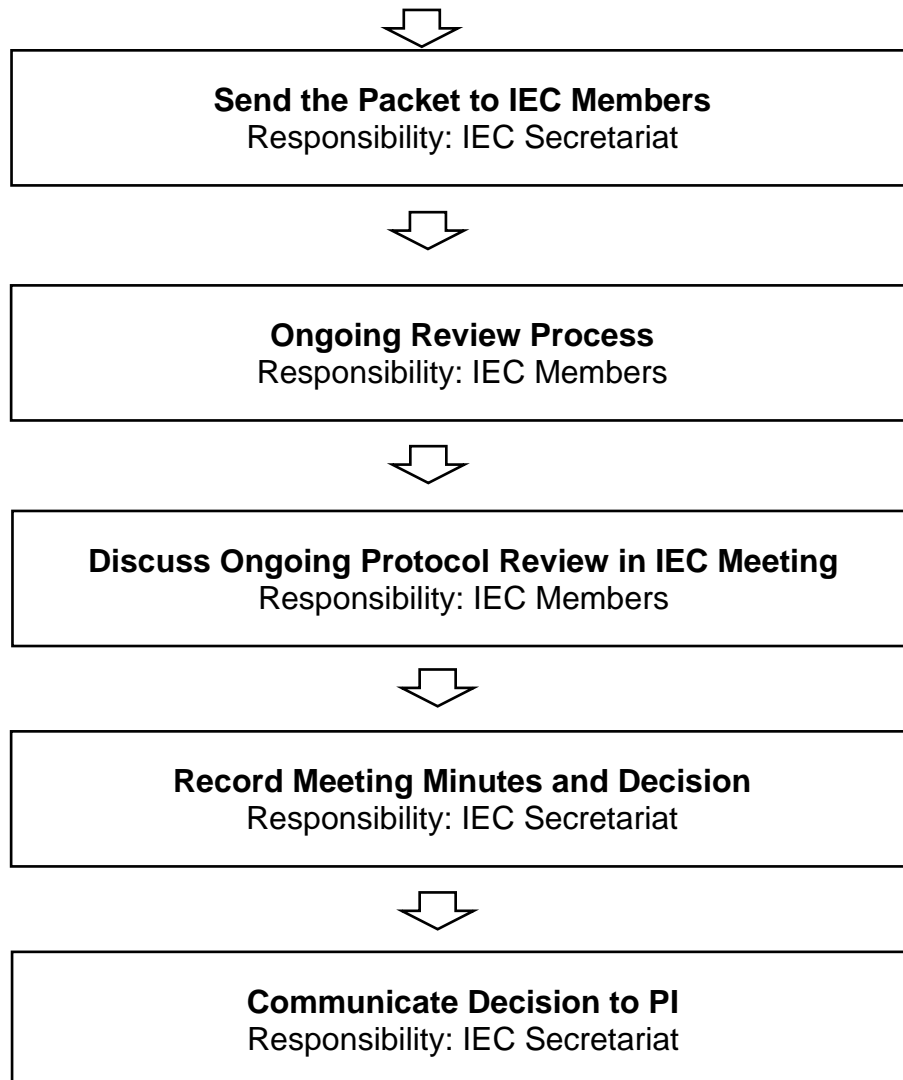 Send the Packet to IEC Members
Responsibility: IEC Secretariat
Ongoing Review Process
Responsibility: IEC Members
Discuss Ongoing Protocol Review in IEC Meeting
Responsibility: IEC Members
Record Meeting Minutes and Decision
Responsibility: IEC Secretariat
Communicate Decision to PI
Responsibility: IEC Secretariat